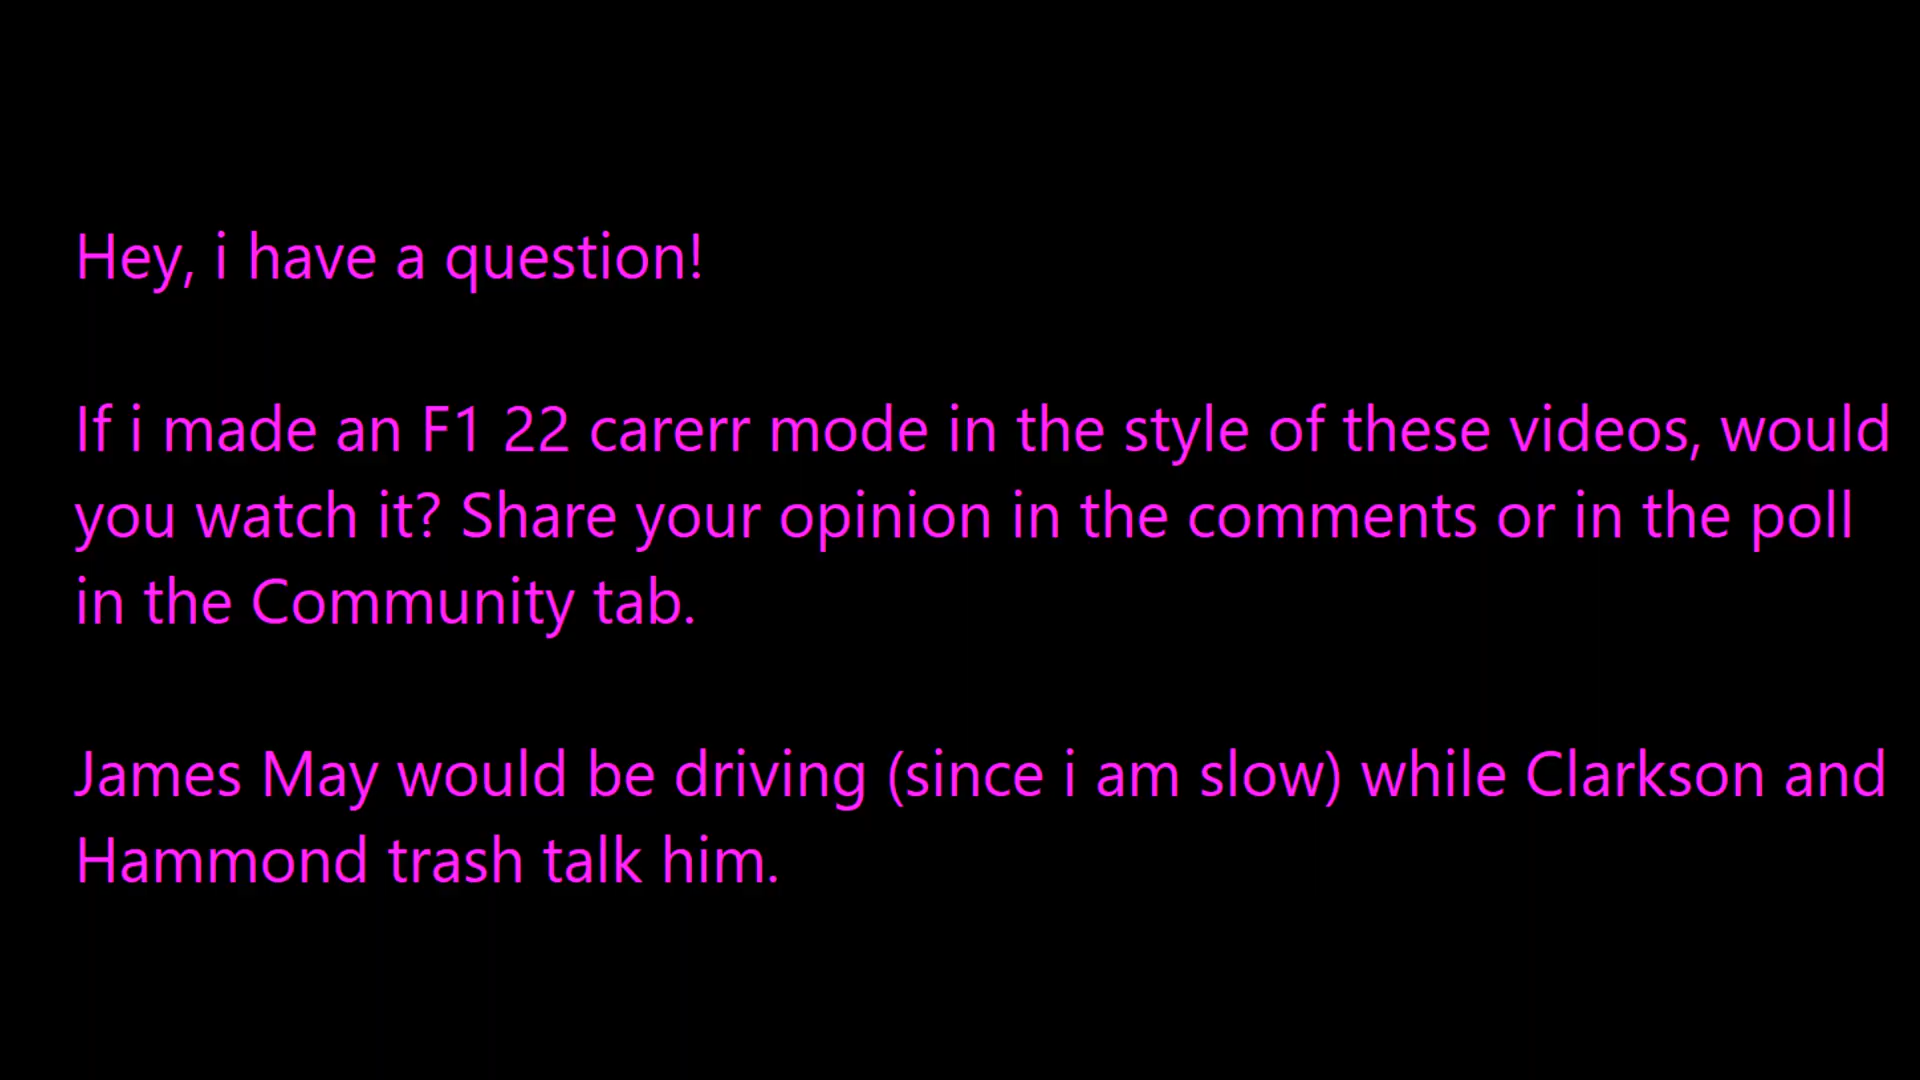 Hey, i have a question!
If i made an F1 22 carerr mode in the style of these videos, would
you watch it? Share your opinion in the comments or in the poll
in the Community tab.
James May would be driving (since i am slow) while Clarkson and
Hammond trash talk him.